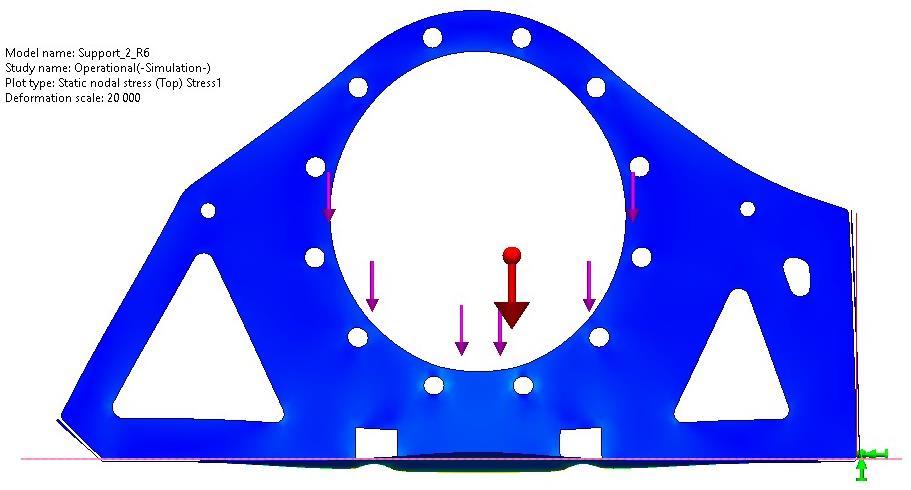 Model name: Support_2_R6
Study name: Operational(-Simulation-)
Plot type: Static nodal stress (Top) Stress1
Deformation scale: 20 000